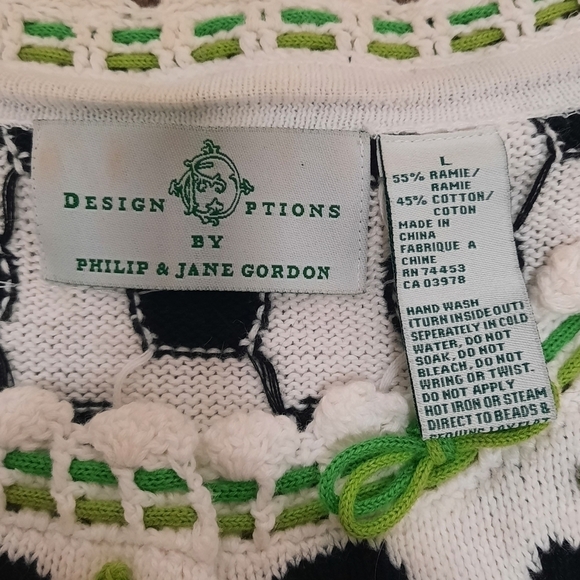 DESIGN OPTIONS
BY
PHILIP & JANE GORDON
L
55% RAMIE/
RAMIE
45% COTTON/
COTON
MADE IN
CHINA
FABRIQUE A
CHINE
RN 74453
CA 03978
HAND WASH
(TURN INSIDE OUT)
SEPERATELY IN COLD
WATER, DO NOT
SOAK, DO NOT
BLEACH, DO NOT
WRING OR TWIST.
DO NOT APPLY
HOT IRON OR STEAM
DIRECT TO BEADS &